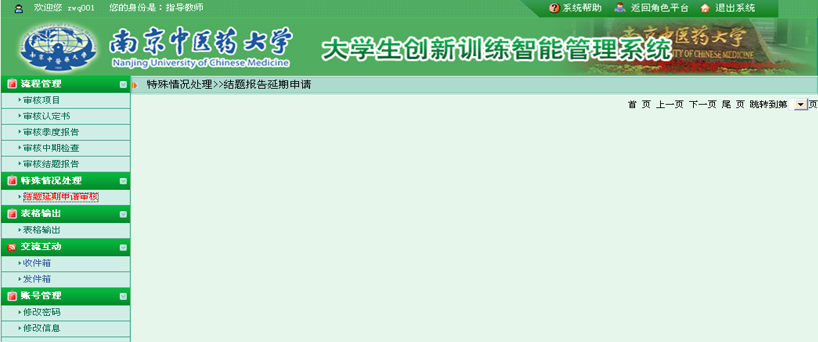 欢迎您 zwq001 您的身份是：指导教师
系统帮助 返回角色平台 退出系统
南京中医药大学
Nanjing University of Chinese Medicine
大学生创新训练智能管理系统
流程管理
审核项目
审核认定书
审核季度报告
审核中期检查
审核结题报告
特殊情况处理
结题延期申请审核
表格输出
表格输出
交流互动
收件箱
发件箱
账号管理
修改密码
修改信息
特殊情况处理>>结题报告延期申请
首 页 上一页 下一页 尾 页 跳转到第 页